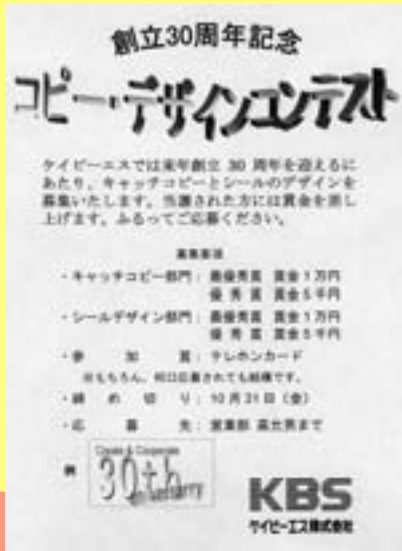 創立30周年記念
コピー・デザインコンテスト
ケイピーエスでは来年創立 30 周年を迎えるに
あたり、キャッチコピーとシールのデザインを
募集いたします。当選された方には賞金を差し
上げます。ふるってご応募ください。
募集要項
・キャッチコピー部門: 最優秀賞 賞金1万円
優 秀 賞 賞金5千円
・シールデザイン部門: 最優秀賞 賞金1万円
優 秀 賞 賞金5千円
・参 加 賞: テレホンカード
※もちろん、何口応募されても結構です。
・締 め 切 り: 10月31日(金)
・応 募 先: 営業部 まで
例
Create & Cooperate
30th
Anniversary
KBS
ケイビーエス株式会社